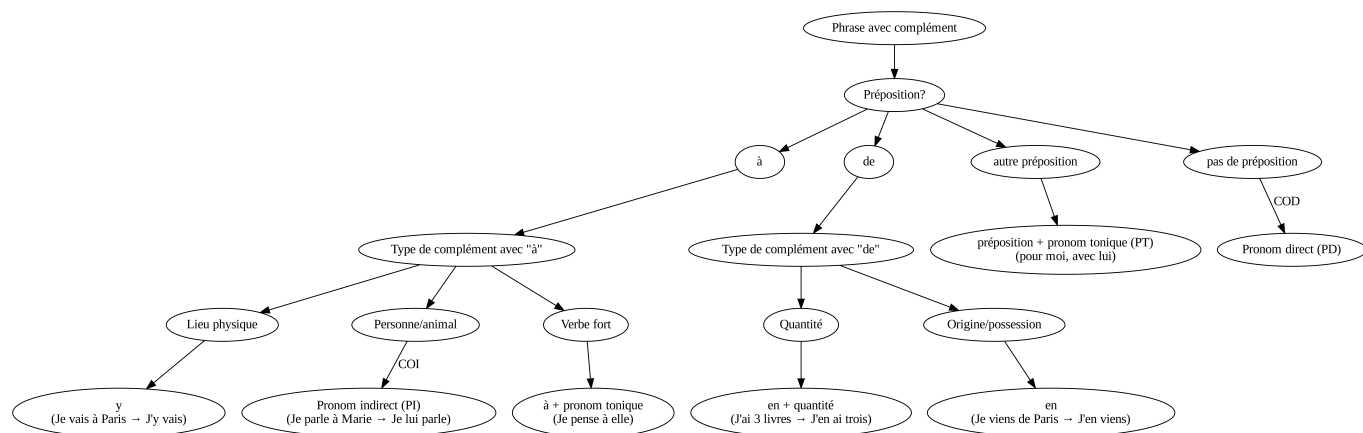 Phrase avec complément
Préposition?
à
de
autre préposition
pas de préposition
COD
Type de complément avec "à"
Type de complément avec "de"
préposition + pronom tonique (PT)
(pour moi, avec lui)
Pronom direct (PD)
Lieu physique
Personne/animal
Verbe fort
Quantité
Origine/possession
COI
y
(Je vais à Paris → J'y vais)
Pronom indirect (PI)
(Je parle à Marie → Je lui parle)
à + pronom tonique
(Je pense à elle)
en + quantité
(J'ai 3 livres → J'en ai trois)
en
(Je viens de Paris → J'en viens)